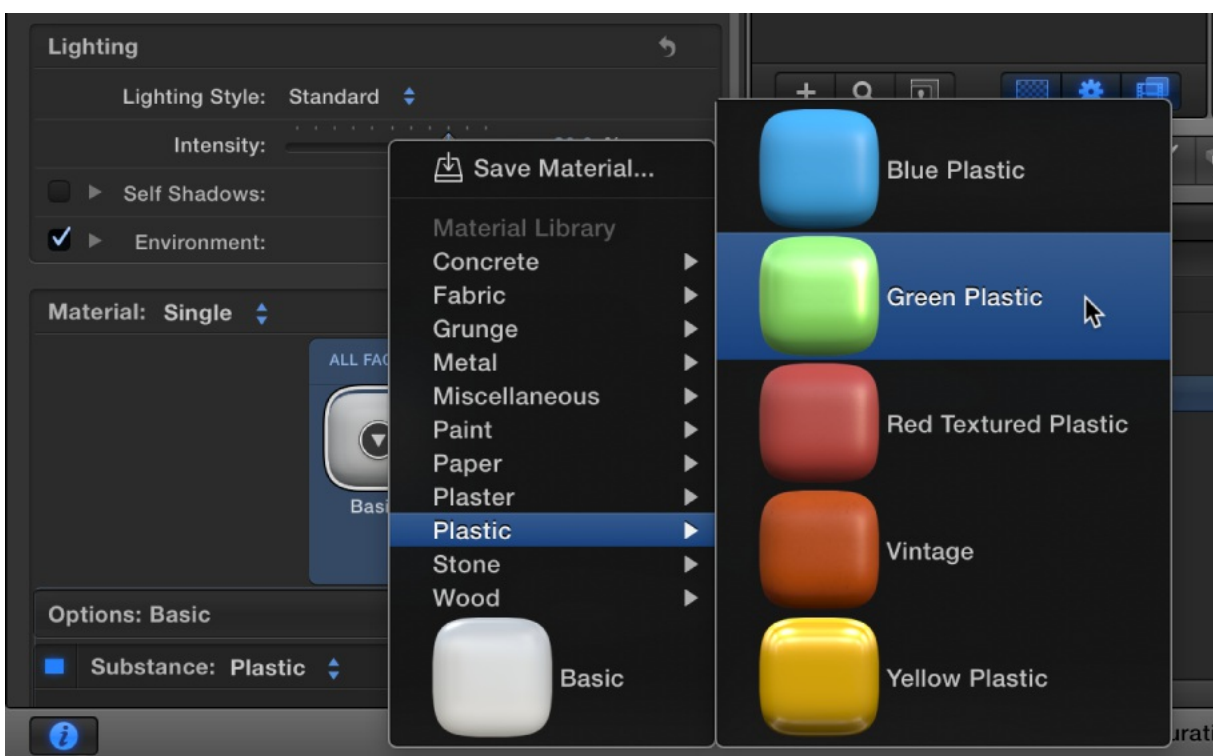 Lighting
Lighting Style: Standard
Intensity:
Self Shadows:
Environment:
Material: Single
ALL FAC
Basi
Options: Basic
Substance: Plastic
Save Material...
Material Library
Concrete
Fabric
Grunge
Metal
Miscellaneous
Paint
Paper
Plaster
Plastic
Stone
Wood
Basic
Blue Plastic
Green Plastic
Red Textured Plastic
Vintage
Yellow Plastic